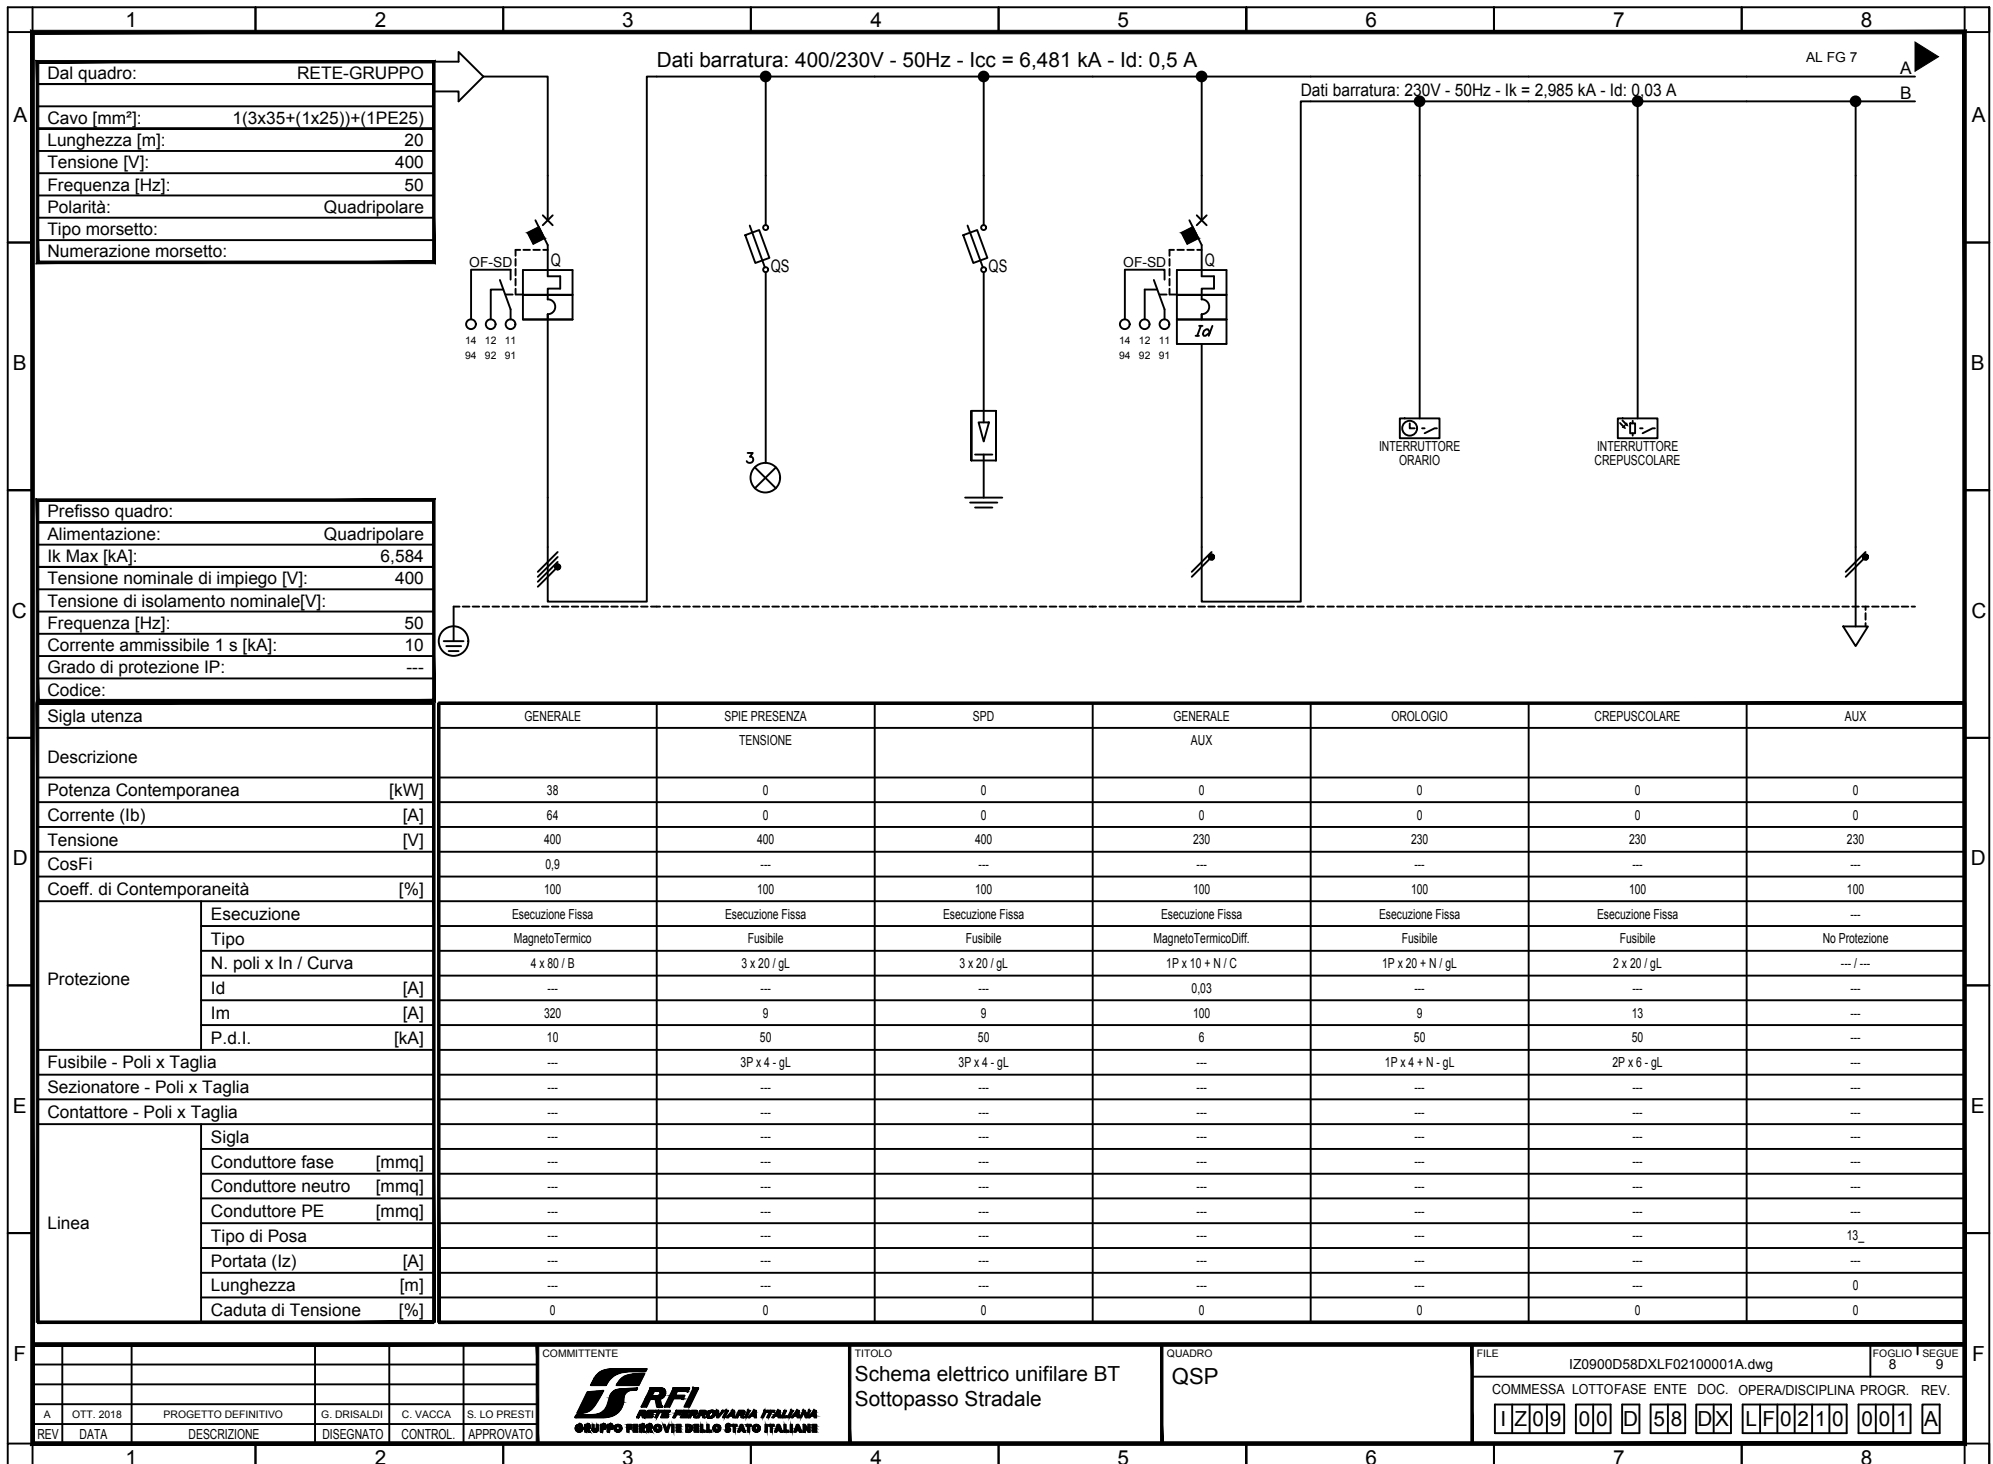 1 2 3 4 5 6 7 8
Dati barratura: 400/230V - 50Hz - Icc = 6,481 kA - Id: 0,5 A
AL FG 7
A
Dati barratura: 230V - 50Hz - Ik = 2,985 kA - Id: 0,03 A
B
Dal quadro: RETE-GRUPPO
Cavo [mm²]: 1(3x35+(1x25))+(1PE25)
Lunghezza [m]: 20
Tensione [V]: 400
Frequenza [Hz]: 50
Polarità: Quadripolare
Tipo morsetto:
Numerazione morsetto:
A A
OF-SD Q
14 12 11
94 92 91
QS
QS
OF-SD Q
Id
14 12 11
94 92 91
B B
3
INTERRUTTORE
ORARIO
INTERRUTTORE
CREPUSCOLARE
Prefisso quadro:
Alimentazione: Quadripolare
Ik Max [kA]: 6,584
Tensione nominale di impiego [V]: 400
Tensione di isolamento nominale[V]:
Frequenza [Hz]: 50
Corrente ammissibile 1 s [kA]: 10
Grado di protezione IP: ---
Codice:
C C
Sigla utenza GENERALE SPIE PRESENZA SPD GENERALE OROLOGIO CREPUSCOLARE AUX
Descrizione TENSIONE AUX
Potenza Contemporanea [kW] 38 0 0 0 0 0 0
Corrente (Ib) [A] 64 0 0 0 0 0 0
Tensione [V] 400 400 400 230 230 230 230
CosFi 0,9 --- --- --- --- --- ---
Coeff. di Contemporaneità [%] 100 100 100 100 100 100 100
D D
Protezione
Esecuzione Esecuzione Fissa Esecuzione Fissa Esecuzione Fissa Esecuzione Fissa Esecuzione Fissa Esecuzione Fissa ---
Tipo MagnetoTermico Fusibile Fusibile MagnetoTermicoDiff. Fusibile Fusibile No Protezione
N. poli x In / Curva 4 x 80 / B 3 x 20 / gL 3 x 20 / gL 1P x 10 + N / C 1P x 20 + N / gL 2 x 20 / gL --- / ---
Id [A] --- --- --- 0,03 --- --- ---
Im [A] 320 9 9 100 9 13 ---
P.d.I. [kA] 10 50 50 6 50 50 ---
Fusibile - Poli x Taglia --- 3P x 4 - gL 3P x 4 - gL --- 1P x 4 + N - gL 2P x 6 - gL ---
Sezionatore - Poli x Taglia --- --- --- --- --- --- ---
Contattore - Poli x Taglia --- --- --- --- --- --- ---
E E
Linea
Sigla --- --- --- --- --- --- ---
Conduttore fase [mmq] --- --- --- --- --- --- ---
Conduttore neutro [mmq] --- --- --- --- --- --- ---
Conduttore PE [mmq] --- --- --- --- --- --- ---
Tipo di Posa --- --- --- --- --- --- 13_
Portata (Iz) [A] --- --- --- --- --- --- ---
Lunghezza [m] --- --- --- --- --- --- 0
Caduta di Tensione [%] 0 0 0 0 0 0 0
F F
A OTT. 2018 PROGETTO DEFINITIVO G. DRISALDI C. VACCA S. LO PRESTI
REV DATA DESCRIZIONE DISEGNATO CONTROL. APPROVATO
COMMITTENTE
RFI
RETE FERROVIARIA ITALIANA
GRUPPO FERROVIE DELLO STATO ITALIANE
TITOLO
Schema elettrico unifilare BT
Sottopasso Stradale
QUADRO
QSP
FILE
IZ0900D58DXLF02100001A.dwg
FOGLIO SEGUE
8 9
COMMESSA LOTTO FASE ENTE DOC. OPERA/DISCIPLINA PROGR. REV.
IZ09 00 D 58 DX LF0210 001 A
1 2 3 4 5 6 7 8